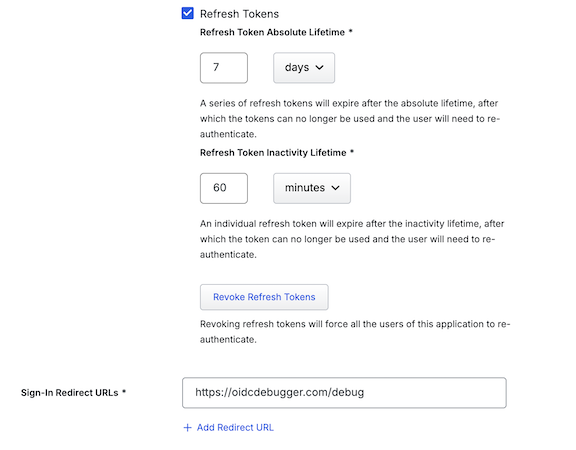 Refresh Tokens
Refresh Token Absolute Lifetime *
7 days
A series of refresh tokens will expire after the absolute lifetime, after
which the tokens can no longer be used and the user will need to re-
authenticate.
Refresh Token Inactivity Lifetime *
60 minutes
An individual refresh token will expire after the inactivity lifetime, after
which the token can no longer be used and the user will need to re-
authenticate.
Revoke Refresh Tokens
Revoking refresh tokens will force all the users of this application to re-
authenticate.
Sign-In Redirect URLs * https://oidcdebugger.com/debug
+ Add Redirect URL